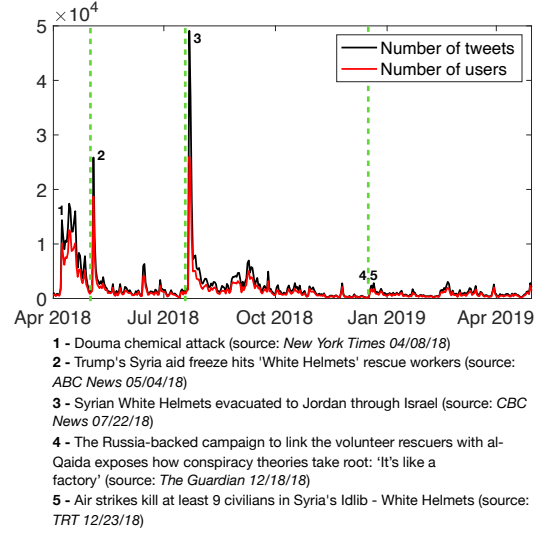 ×10^4
5
4
3
2
1
0
Number of tweets
Number of users
1
2
3
4,5
Apr 2018 Jul 2018 Oct 2018 Jan 2019 Apr 2019
1 - Douma chemical attack (source: New York Times 04/08/18)
2 - Trump's Syria aid freeze hits 'White Helmets' rescue workers (source:
ABC News 05/04/18)
3 - Syrian White Helmets evacuated to Jordan through Israel (source: CBC
News 07/22/18)
4 - The Russia-backed campaign to link the volunteer rescuers with al-
Qaida exposes how conspiracy theories take root: ‘It's like a
factory’ (source: The Guardian 12/18/18)
5 - Air strikes kill at least 9 civilians in Syria's Idlib - White Helmets (source:
TRT 12/23/18)